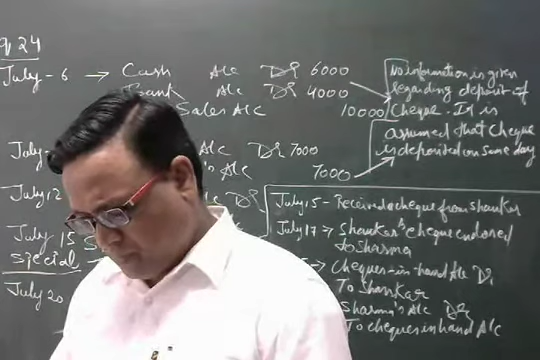 Q 24
July - 6 → Cash A/c Dr 6000
Bank A/c Dr 4000
Sales A/c 10000
July A/c Dr 7000
's A/c 7000
July 12 A/c Dr
July 15
Special
July 20
No information is given
regarding deposit of
Cheque. It is
assumed that cheque
is deposited on same day
July 15 - Received cheque from Shankar
July 17 → Shankar's cheque endorsed
to Sharma
→ Cheques-in-hand A/c Dr
To Shankar
Sharma's A/c Dr
To cheques in hand A/c